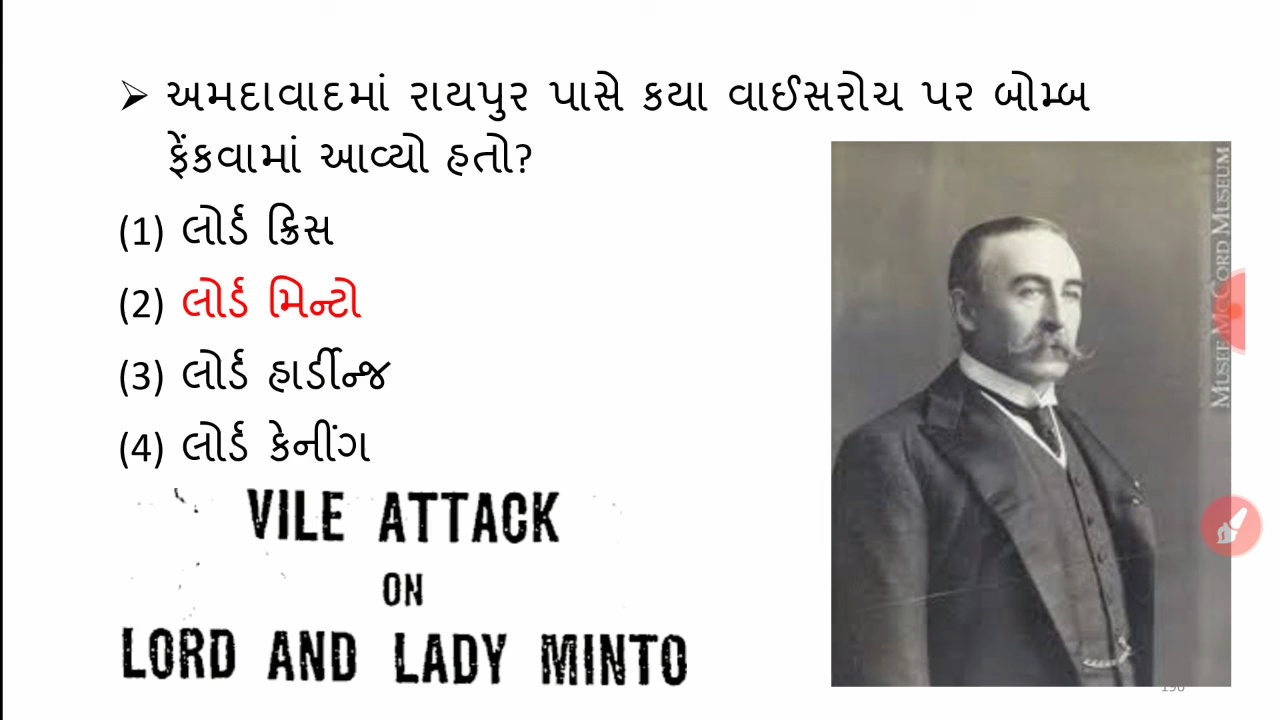 ➢ અમદાવાદમાં રાયપુર પાસે કયા વાઈસરોય પર બોમ્બ
ફેંકવામાં આવ્યો હતો?
(1) લોર્ડ ક્રિસ
(2) લોર્ડ મિન્ટો
(3) લોર્ડ હાર્ડીન્જ
(4) લોર્ડ કેનીંગ
VILE ATTACK
ON
LORD AND LADY MINTO
MUSEE MCCORD MUSEUM